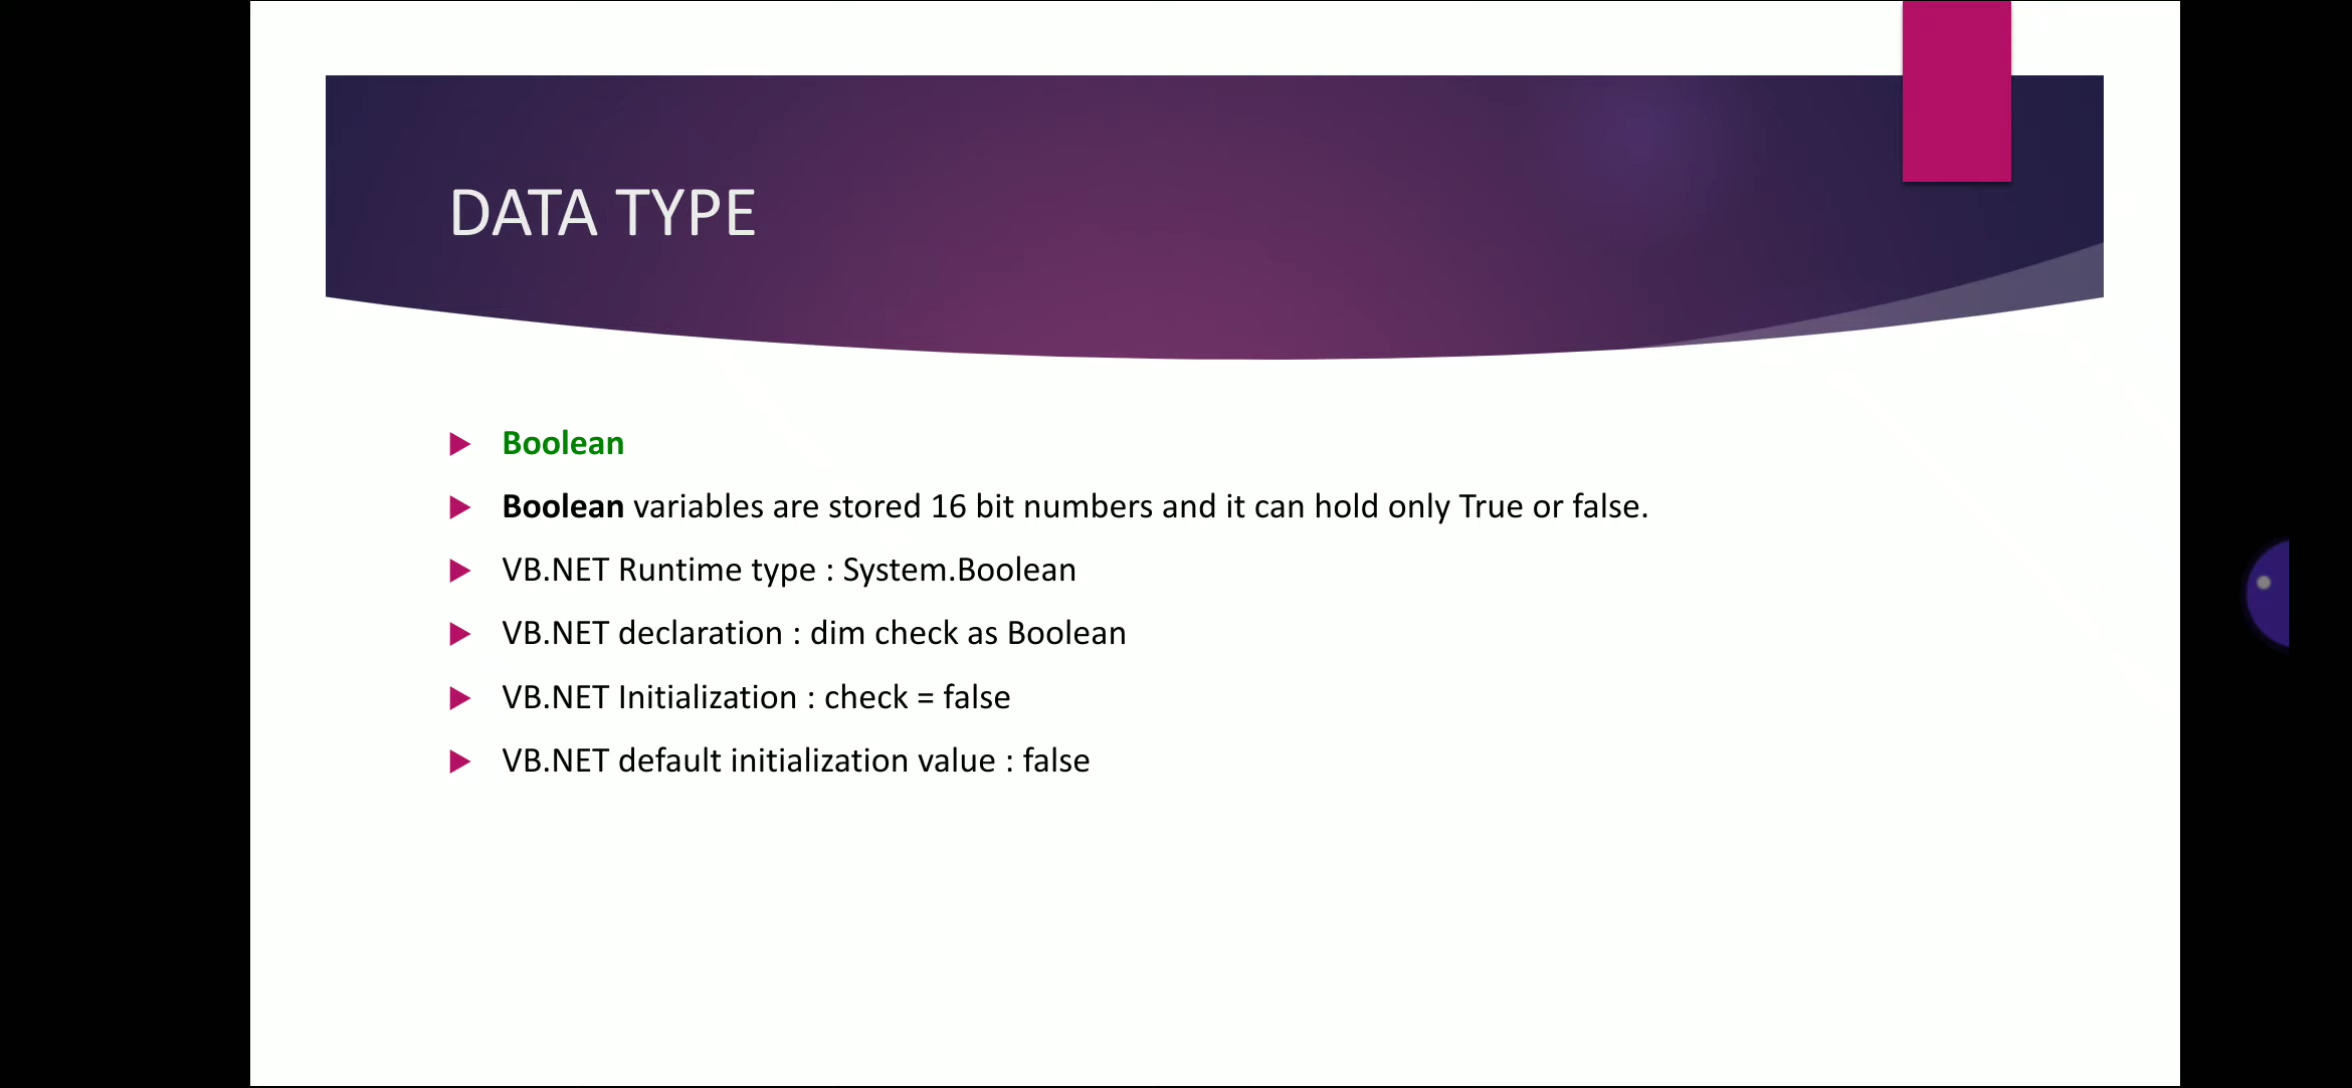 DATA TYPE
Boolean
Boolean variables are stored 16 bit numbers and it can hold only True or false.
VB.NET Runtime type : System.Boolean
VB.NET declaration : dim check as Boolean
VB.NET Initialization : check = false
VB.NET default initialization value : false